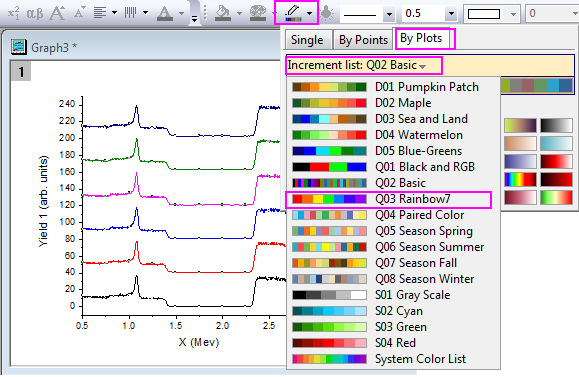 x₁² αβ A A 0.5 0
Graph3 *
1
Single By Points By Plots
Increment list: Q02 Basic
D01 Pumpkin Patch
D02 Maple
D03 Sea and Land
D04 Watermelon
D05 Blue-Greens
Q01 Black and RGB
Q02 Basic
Q03 Rainbow7
Q04 Paired Color
Q05 Season Spring
Q06 Season Summer
Q07 Season Fall
Q08 Season Winter
S01 Gray Scale
S02 Cyan
S03 Green
S04 Red
System Color List
240
220
200
180
160
140
120
100
80
60
40
20
0
Yield 1 (arb. units)
0.5 1.0 1.5 2.0 2.5
X (Mev)